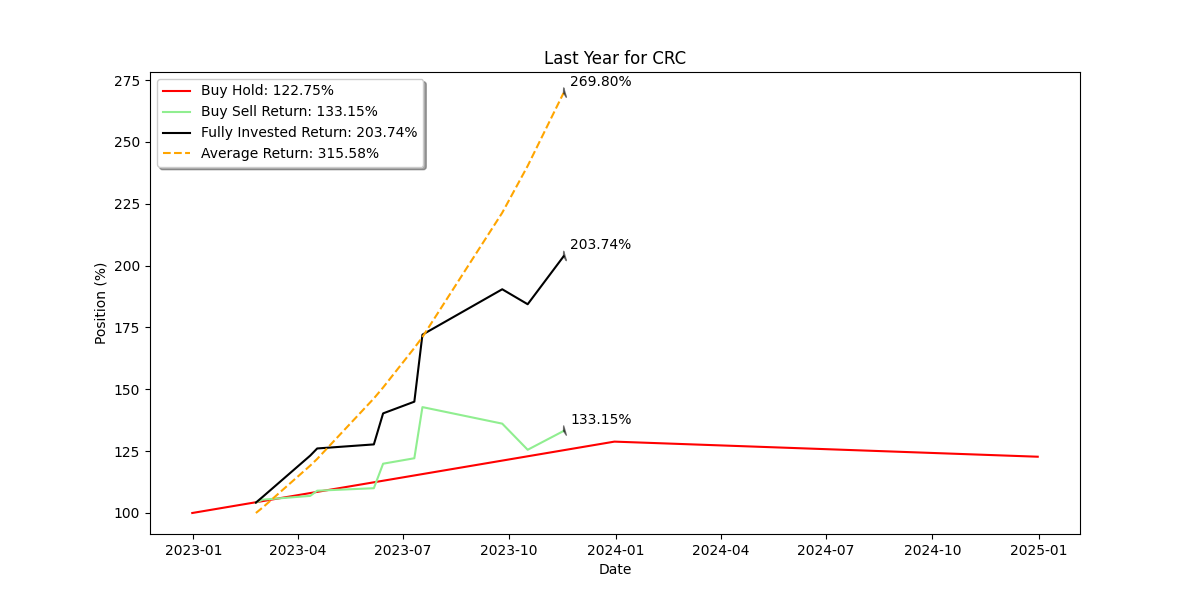 Last Year for CRC
275
250
225
200
175
150
125
100
Position (%)
Buy Hold: 122.75%
Buy Sell Return: 133.15%
Fully Invested Return: 203.74%
Average Return: 315.58%
269.80%
203.74%
133.15%
2023-01 2023-04 2023-07 2023-10 2024-01 2024-04 2024-07 2024-10 2025-01
Date